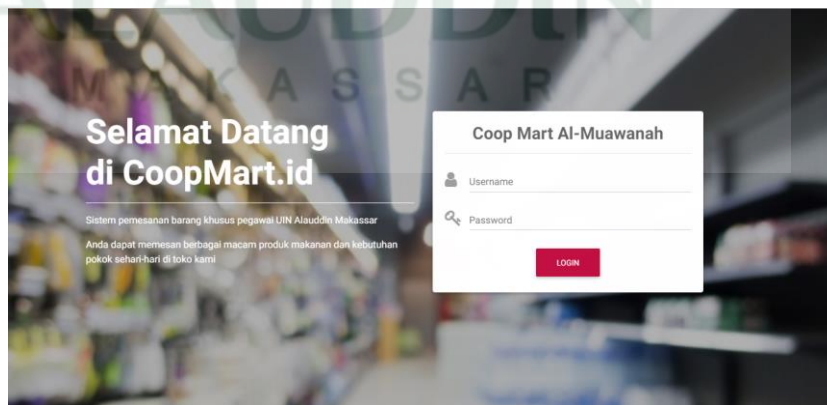 ALAUDDIN
MAKASSAR
Selamat Datang
di CoopMart.id
Sistem pemesanan barang khusus pegawai UIN Alauddin Makassar
Anda dapat memesan berbagai macam produk makanan dan kebutuhan
pokok sehari-hari di toko kami
Coop Mart Al-Muawanah
Username
Password
LOGIN